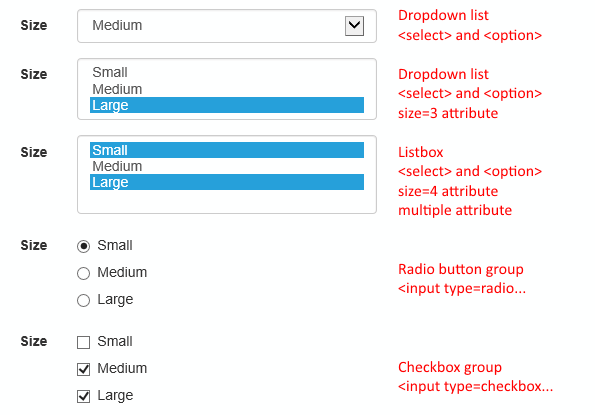 Size Medium Dropdown list
<select> and <option>
Size Small Dropdown list
Medium <select> and <option>
Large size=3 attribute
Size Small Listbox
Medium <select> and <option>
Large size=4 attribute
multiple attribute
Size Small
Medium Radio button group
Large <input type=radio...
Size Small
Medium Checkbox group
Large <input type=checkbox...